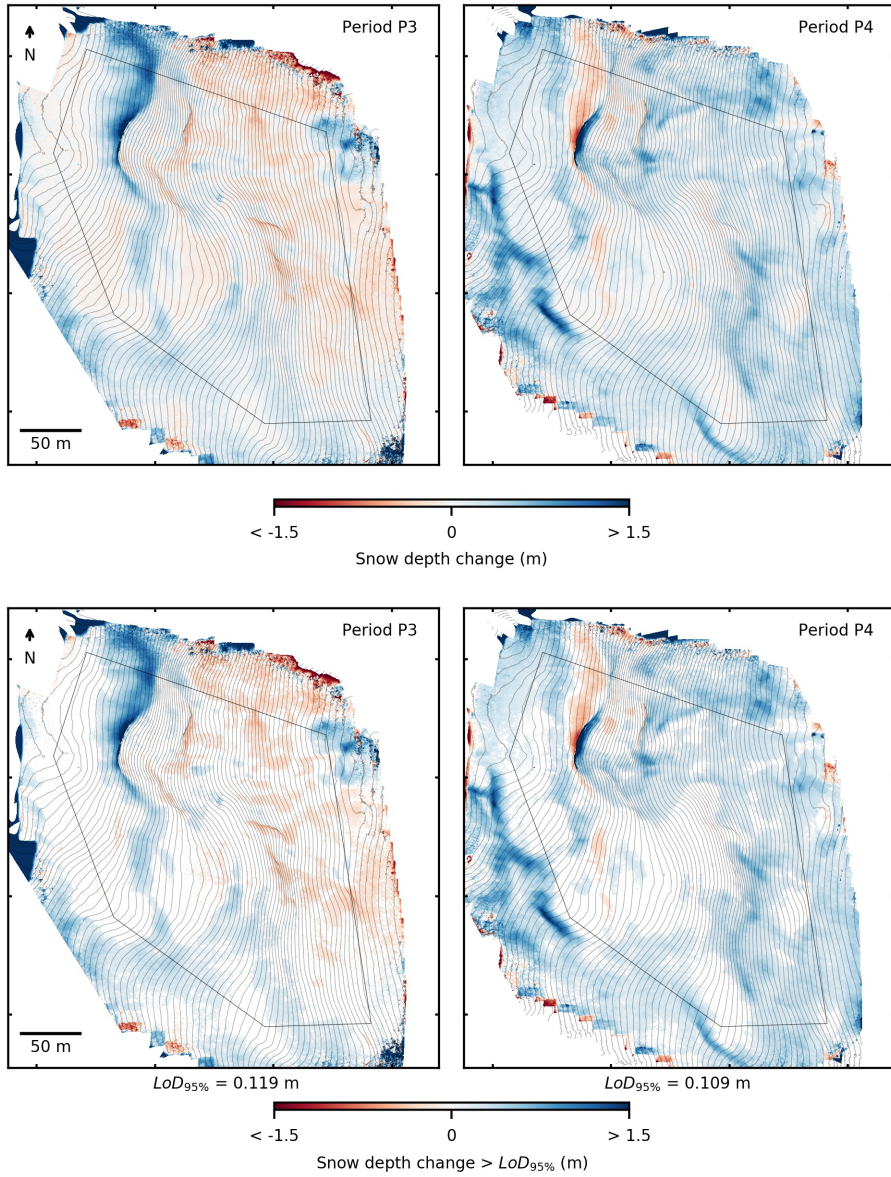 Period P3
Period P4
N
50 m
< -1.5
0
> 1.5
Snow depth change (m)
Period P3
Period P4
N
50 m
LoD95% = 0.119 m
LoD95% = 0.109 m
< -1.5
0
> 1.5
Snow depth change > LoD95% (m)